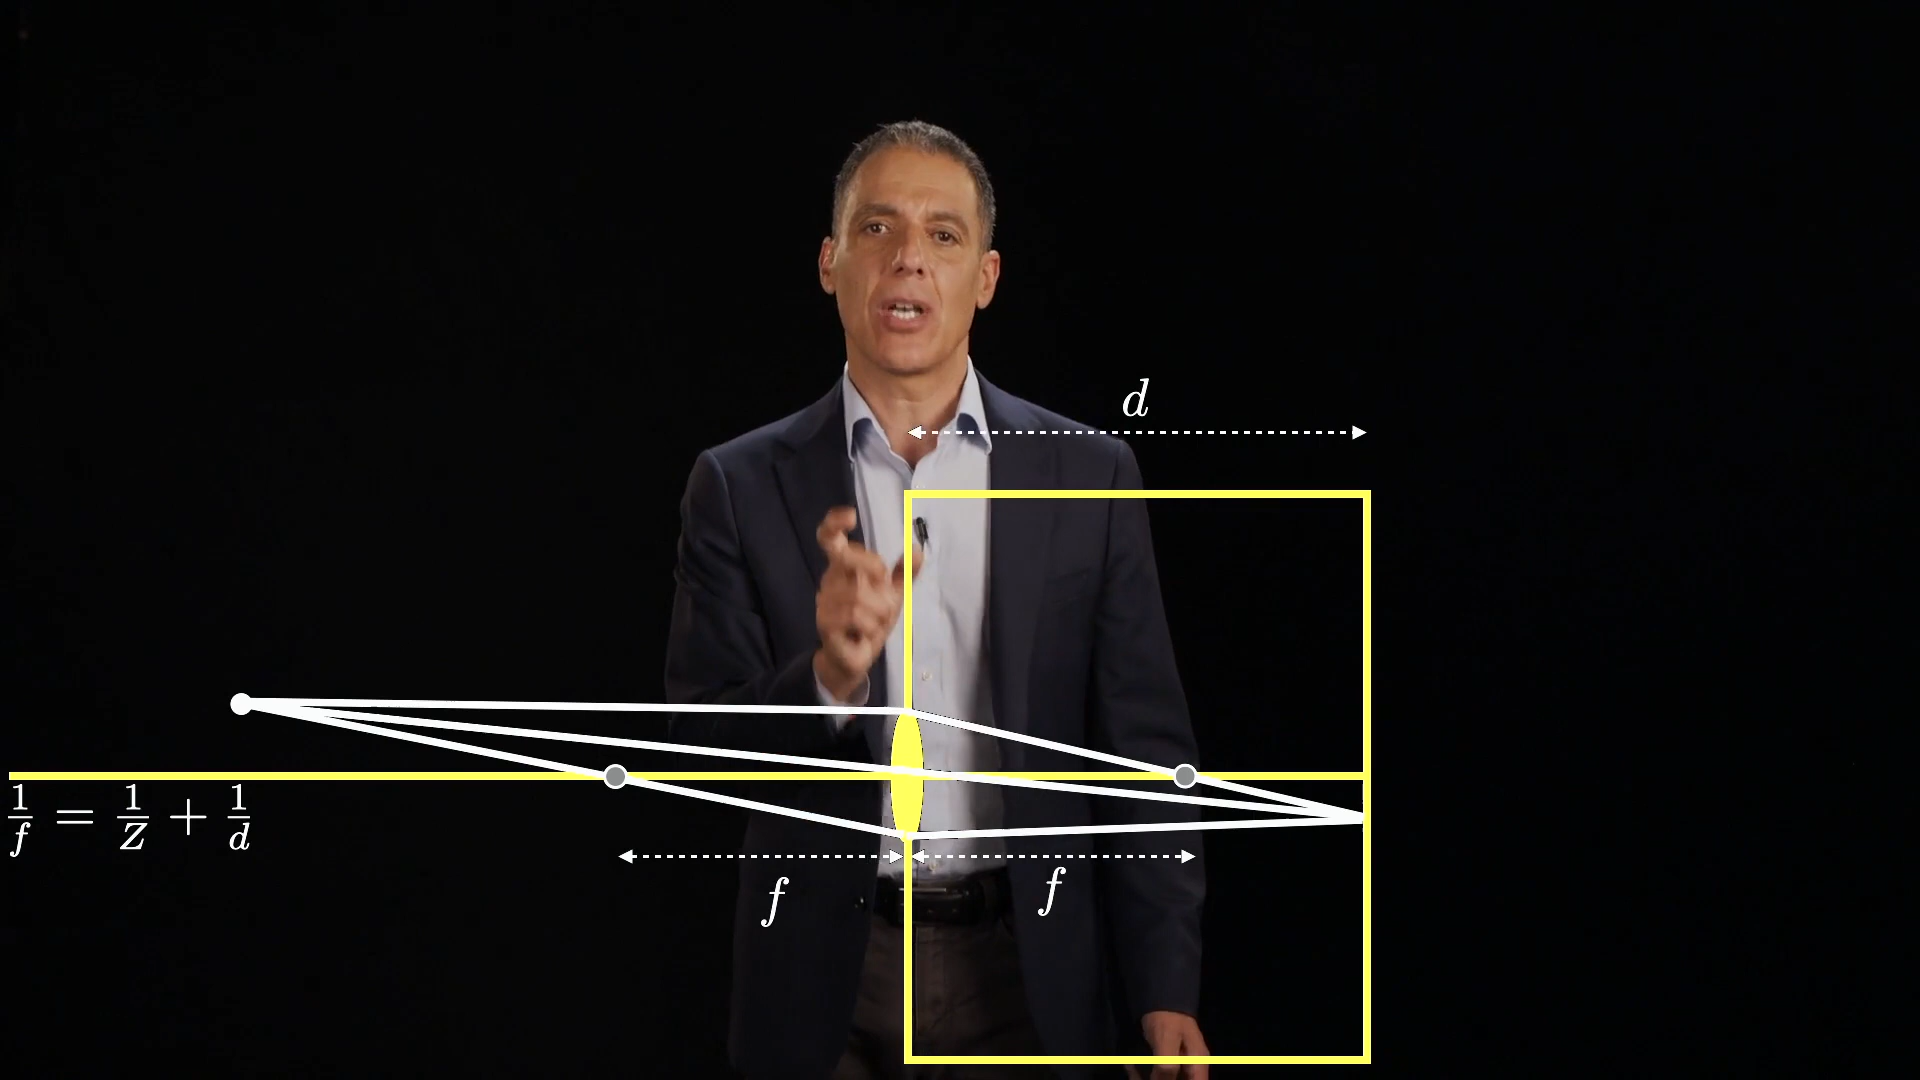 d
1/f = 1/Z + 1/d
f f